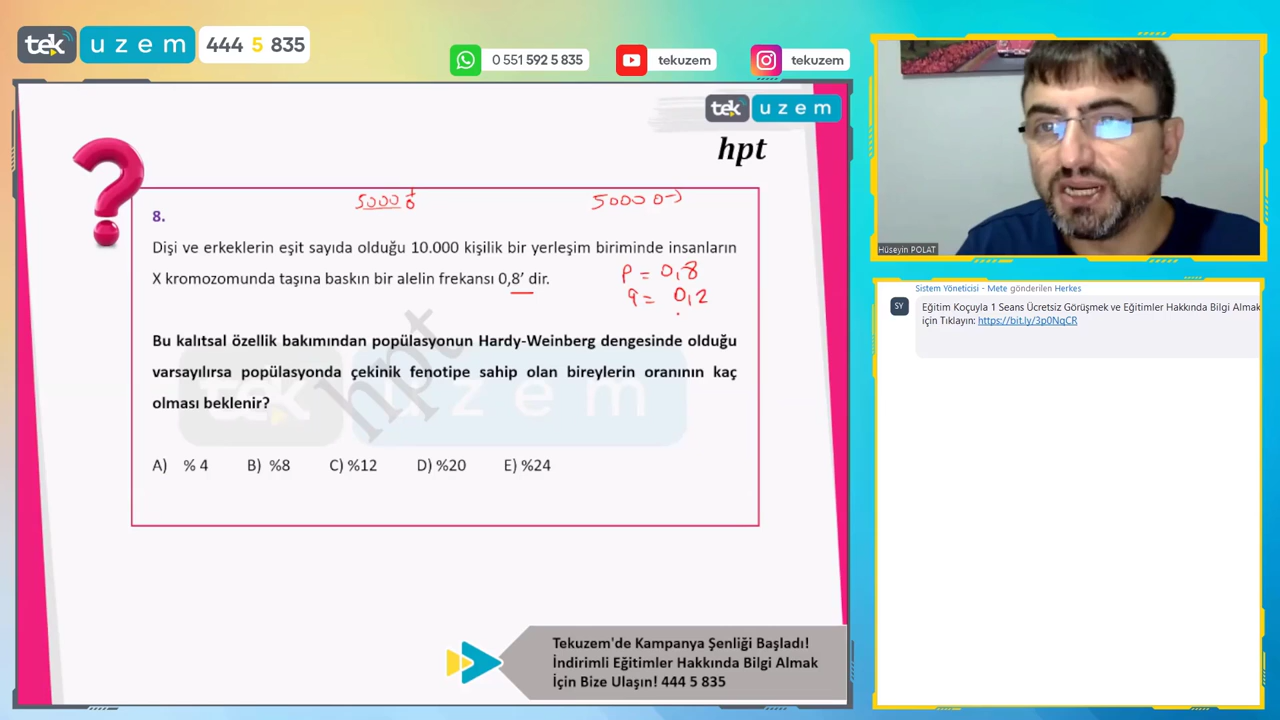 tek uzem 444 5 835
0 551 592 5 835
tekuzem
tekuzem
tek uzem
hpt
5000 5000
8.
Dişi ve erkeklerin eşit sayıda olduğu 10.000 kişilik bir yerleşim biriminde insanların
X kromozomunda taşına baskın bir alelin frekansı 0,8’ dir.
p = 0,8
q = 0,2
Bu kalıtsal özellik bakımından popülasyonun Hardy-Weinberg dengesinde olduğu
varsayılırsa popülasyonda çekinik fenotipe sahip olan bireylerin oranının kaç
olması beklenir?
hpt
tek uzem
A) % 4 B) %8 C) %12 D) %20 E) %24
Tekuzem'de Kampanya Şenliği Başladı!
İndirimli Eğitimler Hakkında Bilgi Almak
İçin Bize Ulaşın! 444 5 835
Hüseyin POLAT
Sistem Yöneticisi - Mete gönderilen Herkes
SY
Eğitim Koçuyla 1 Seans Ücretsiz Görüşmek ve Eğitimler Hakkında Bilgi Almak
için Tıklayın: https://bit.ly/3p0NqCR